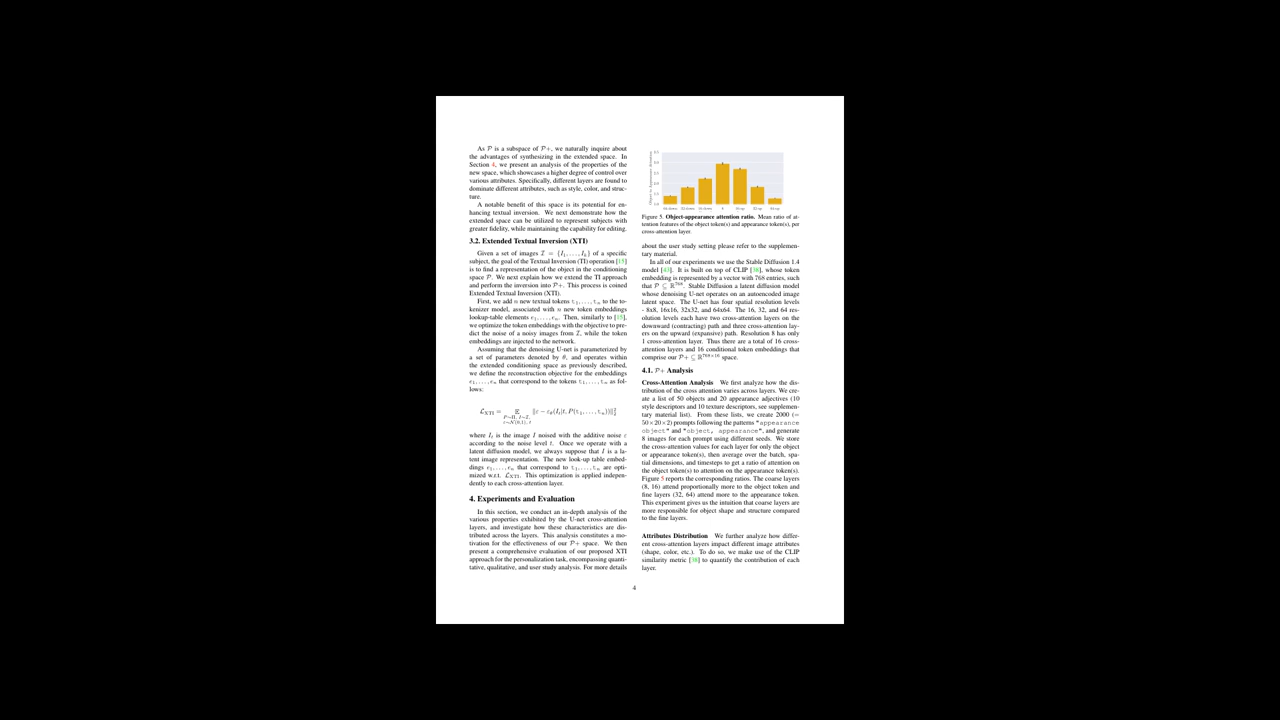 As P is a subspace of P+, we naturally inquire about
the advantages of synthesizing in the extended space. In
Section 4, we present an analysis of the properties of the
new space, which showcases a higher degree of control over
various attributes. Specifically, different layers are found to
dominate different attributes, such as style, color, and struc-
ture.
A notable benefit of this space is its potential for en-
hancing textual inversion. We next demonstrate how the
extended space can be utilized to represent subjects with
greater fidelity, while maintaining the capability for editing.
3.2. Extended Textual Inversion (XTI)
Given a set of images I = {I₁, . . . , Iₖ} of a specific
subject, the goal of the Textual Inversion (TI) operation [15]
is to find a representation of the object in the conditioning
space P. We next explain how we extend the TI approach
and perform the inversion into P+. This process is coined
Extended Textual Inversion (XTI).
First, we add n new textual tokens t₁, . . . , tₙ to the to-
kenizer model, associated with n new token embeddings
lookup-table elements e₁, . . . , eₙ. Then, similarly to [15],
we optimize the token embeddings with the objective to pre-
dict the noise of a noisy images from I, while the token
embeddings are injected to the network.
Assuming that the denoising U-net is parameterized by
a set of parameters denoted by θ, and operates within
the extended conditioning space as previously described,
we define the reconstruction objective for the embeddings
e₁, . . . , eₙ that correspond to the tokens t₁, . . . , tₙ as fol-
lows:
L_XTI = E_{P∼Π, I∼I, ε∼N(0,1), t} ‖ε − ε_θ(Iₜ|t, P(t₁, . . . , tₙ))‖²₂
where Iₜ is the image I noised with the additive noise ε
according to the noise level t. Once we operate with a
latent diffusion model, we always suppose that I is a la-
tent image representation. The new look-up table embed-
dings e₁, . . . , eₙ that correspond to t₁, . . . , tₙ are opti-
mized w.r.t. L_XTI. This optimization is applied indepen-
dently to each cross-attention layer.
4. Experiments and Evaluation
In this section, we conduct an in-depth analysis of the
various properties exhibited by the U-net cross-attention
layers, and investigate how these characteristics are dis-
tributed across the layers. This analysis constitutes a mo-
tivation for the effectiveness of our P+ space. We then
present a comprehensive evaluation of our proposed XTI
approach for the personalization task, encompassing quanti-
tative, qualitative, and user study analysis. For more details
Figure 5. Object-appearance attention ratio. Mean ratio of at-
tention features of the object token(s) and appearance token(s), per
cross-attention layer.
about the user study setting please refer to the supplemen-
tary material.
In all of our experiments we use the Stable Diffusion 1.4
model [43]. It is built on top of CLIP [38], whose token
embedding is represented by a vector with 768 entries, such
that P ⊆ ℝ⁷⁶⁸. Stable Diffusion a latent diffusion model
whose denoising U-net operates on an autoencoded image
latent space. The U-net has four spatial resolution levels
- 8x8, 16x16, 32x32, and 64x64. The 16, 32, and 64 res-
olution levels each have two cross-attention layers on the
downward (contracting) path and three cross-attention lay-
ers on the upward (expansive) path. Resolution 8 has only
1 cross-attention layer. Thus there are a total of 16 cross-
attention layers and 16 conditional token embeddings that
comprise our P+ ⊆ ℝ⁷⁶⁸ˣ¹⁶ space.
4.1. P+ Analysis
Cross-Attention Analysis We first analyze how the dis-
tribution of the cross attention varies across layers. We cre-
ate a list of 50 objects and 20 appearance adjectives (10
style descriptors and 10 texture descriptors, see supplemen-
tary material list). From these lists, we create 2000 (=
50×20×2) prompts following the patterns "appearance
object" and "object, appearance", and generate
8 images for each prompt using different seeds. We store
the cross-attention values for each layer for only the object
or appearance token(s), then average over the batch, spa-
tial dimensions, and timesteps to get a ratio of attention on
the object token(s) to attention on the appearance token(s).
Figure 5 reports the corresponding ratios. The coarse layers
(8, 16) attend proportionally more to the object token and
fine layers (32, 64) attend more to the appearance token.
This experiment gives us the intuition that coarse layers are
more responsible for object shape and structure compared
to the fine layers.
Attributes Distribution We further analyze how differ-
ent cross-attention layers impact different image attributes
(shape, color, etc.). To do so, we make use of the CLIP
similarity metric [38] to quantify the contribution of each
layer.
4